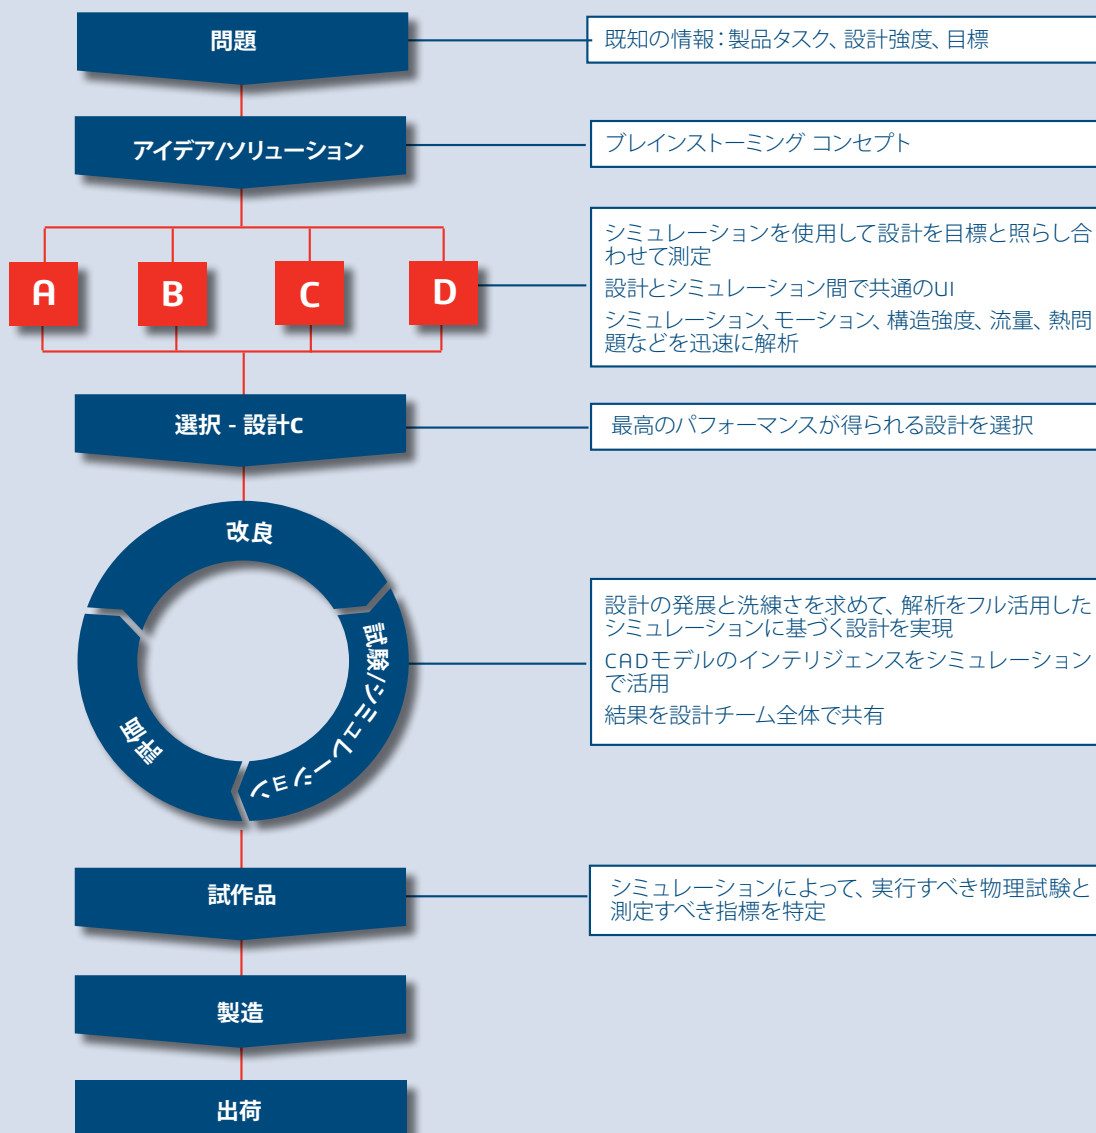 問題
既知の情報：製品タスク、設計強度、目標
アイデア/ソリューション
ブレインストーミング コンセプト
A
B
C
D
シミュレーションを使用して設計を目標と照らし合
わせて測定
設計とシミュレーション間で共通のUI
シミュレーション、モーション、構造強度、流量、熱問
題などを迅速に解析
選択 - 設計C
最高のパフォーマンスが得られる設計を選択
改良
試験/シミュレーション
評価
設計の発展と洗練さを求めて、解析をフル活用した
シミュレーションに基づく設計を実現
CADモデルのインテリジェンスをシミュレーション
で活用
結果を設計チーム全体で共有
試作品
シミュレーションによって、実行すべき物理試験と
測定すべき指標を特定
製造
出荷